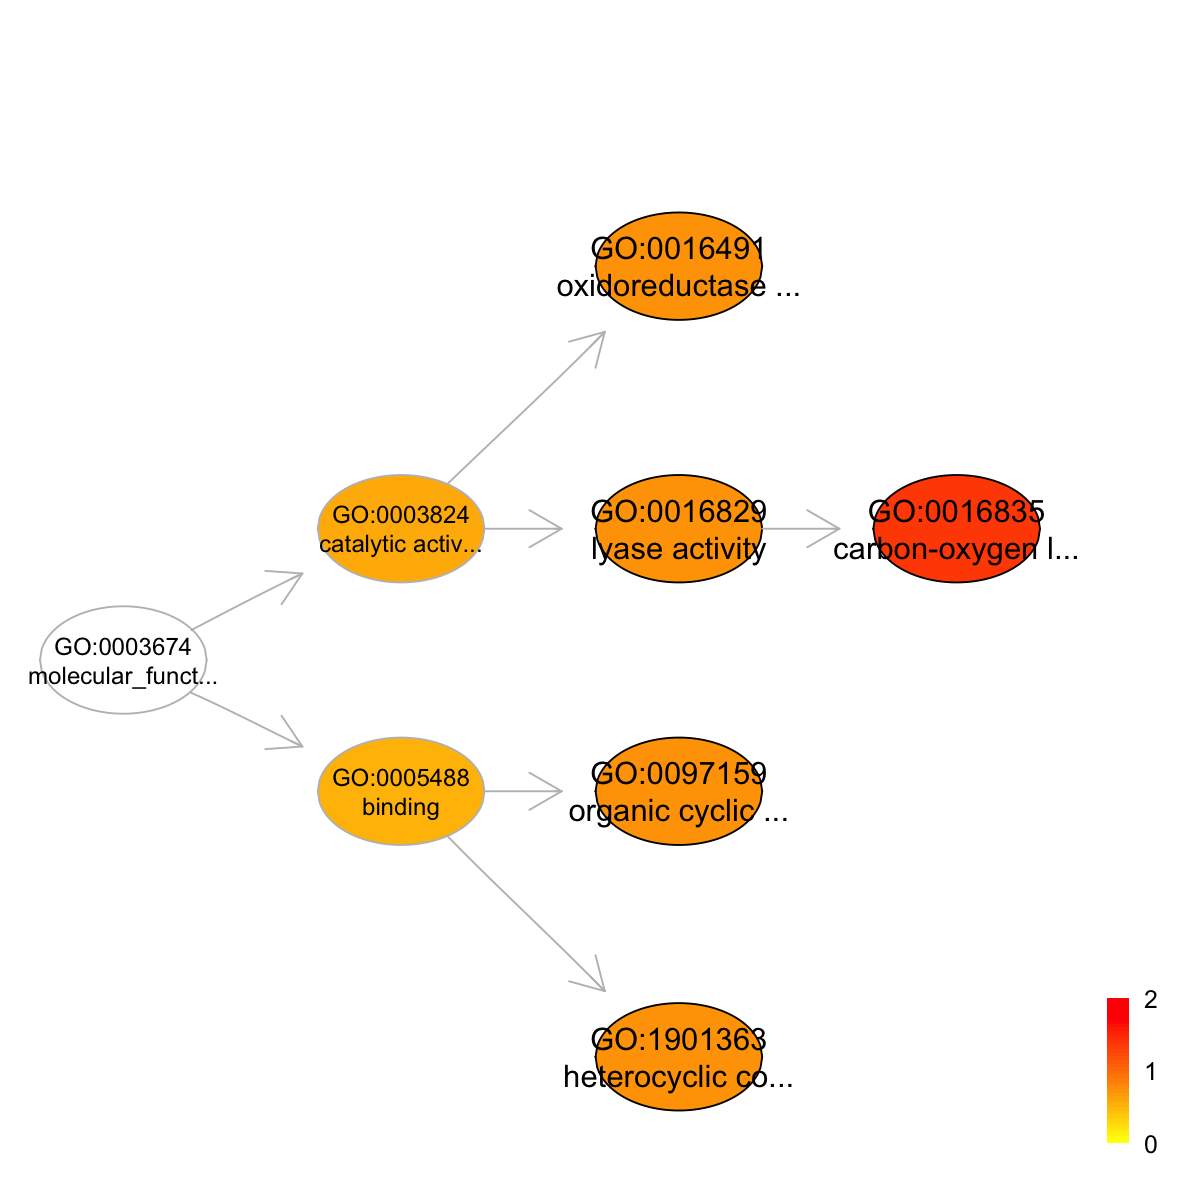 GO:0016491
oxidoreductase ...
GO:0003824
catalytic activ...
GO:0016829
lyase activity
GO:0016835
carbon-oxygen l...
GO:0003674
molecular_funct...
GO:0005488
binding
GO:0097159
organic cyclic ...
GO:1901363
heterocyclic co...
2
1
0